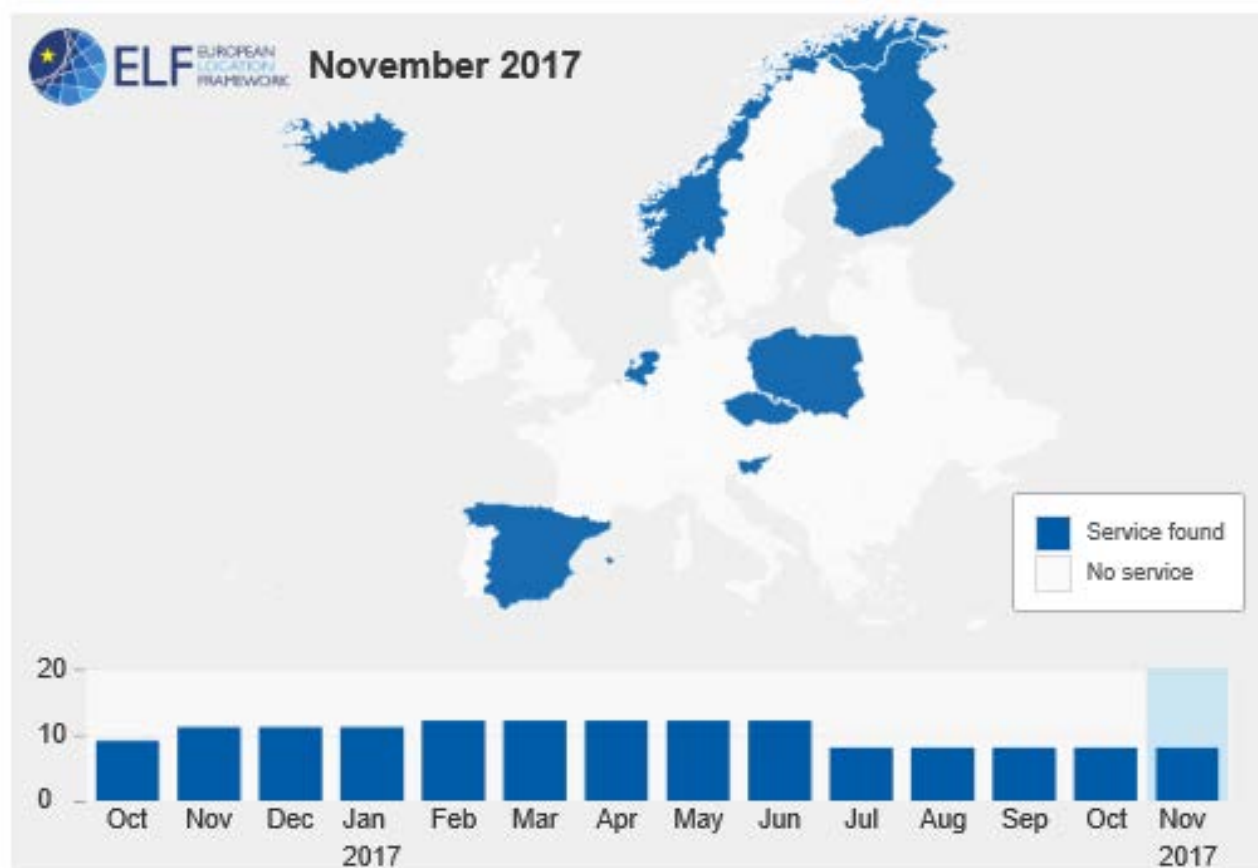 ELF EUROPEAN
LOCATION
FRAMEWORK
November 2017
Service found
No service
20
10
0
Oct Nov Dec Jan Feb Mar Apr May Jun Jul Aug Sep Oct Nov
2017 2017